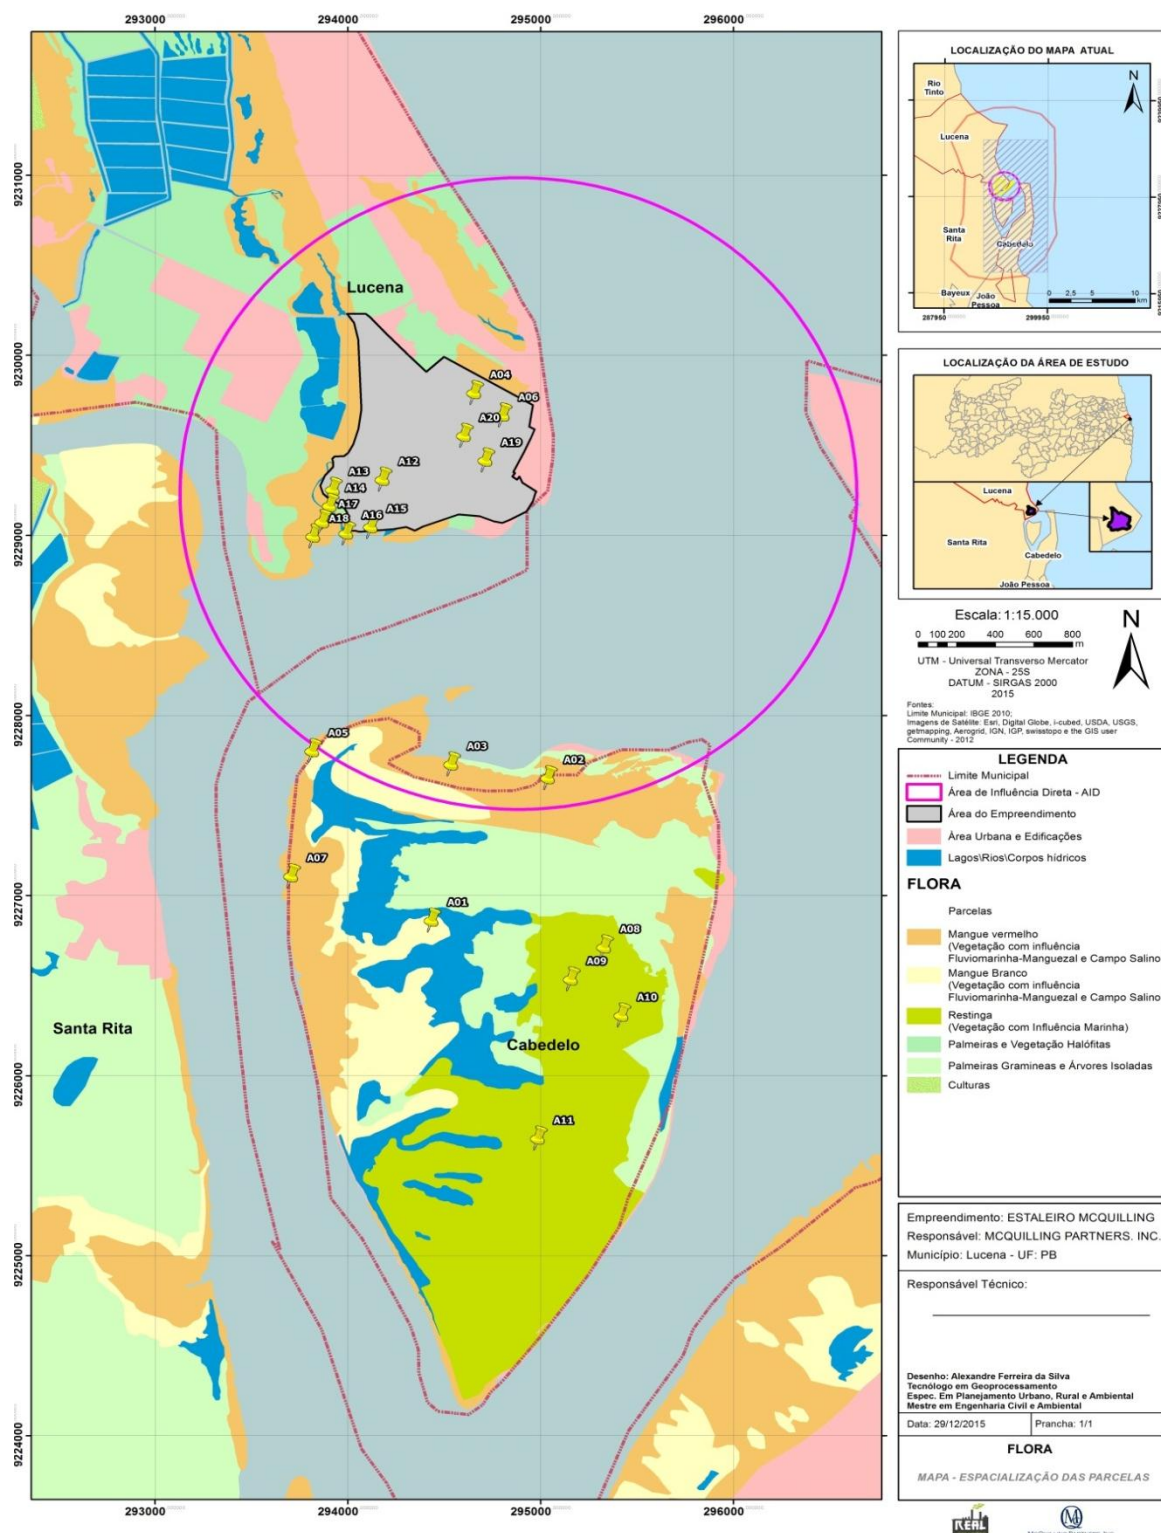 293000
294000
295000
296000
9231000
9230000
9229000
9228000
9227000
9226000
9225000
9224000
Lucena
A04
A06
A20
A19
A12
A13
A14
A17
A15
A16
A18
A05
A03
A02
A07
A01
A08
A09
A10
A11
Santa Rita
Cabedelo
293000
294000
295000
296000
LOCALIZAÇÃO DO MAPA ATUAL
N
Rio
Tinto
Lucena
Santa
Rita
Cabedelo
Bayeux
João
Pessoa
0 2,5 5 10
km
287950
299950
LOCALIZAÇÃO DA ÁREA DE ESTUDO
Lucena
Santa Rita
Cabedelo
João Pessoa
Escala: 1:15.000
N
0 100 200 400 600 800
m
UTM - Universal Transverso Mercator
ZONA - 25S
DATUM - SIRGAS 2000
2015
Fontes:
Limite Municipal: IBGE 2010;
Imagens de Satélite: Esri, Digital Globe, i-cubed, USDA, USGS,
getmapping, Aerogrid, IGN, IGP, swisstopo e the GIS user
Community - 2012
LEGENDA
Limite Municipal
Área de Influência Direta - AID
Área do Empreendimento
Área Urbana e Edificações
Lagos\Rios\Corpos hídricos
FLORA
Parcelas
Mangue vermelho
(Vegetação com influência
Fluviomarinha-Manguezal e Campo Salino
Mangue Branco
(Vegetação com influência
Fluviomarinha-Manguezal e Campo Salino
Restinga
(Vegetação com Influência Marinha)
Palmeiras e Vegetação Halófitas
Palmeiras Gramineas e Árvores Isoladas
Culturas
Empreendimento: ESTALEIRO MCQUILLING
Responsável: MCQUILLING PARTNERS. INC.
Município: Lucena - UF: PB
Responsável Técnico:
Desenho: Alexandre Ferreira da Silva
Tecnólogo em Geoprocessamento
Espec. Em Planejamento Urbano, Rural e Ambiental
Mestre em Engenharia Civil e Ambiental
Data: 29/12/2015
Prancha: 1/1
FLORA
MAPA - ESPACIALIZAÇÃO DAS PARCELAS
REAL